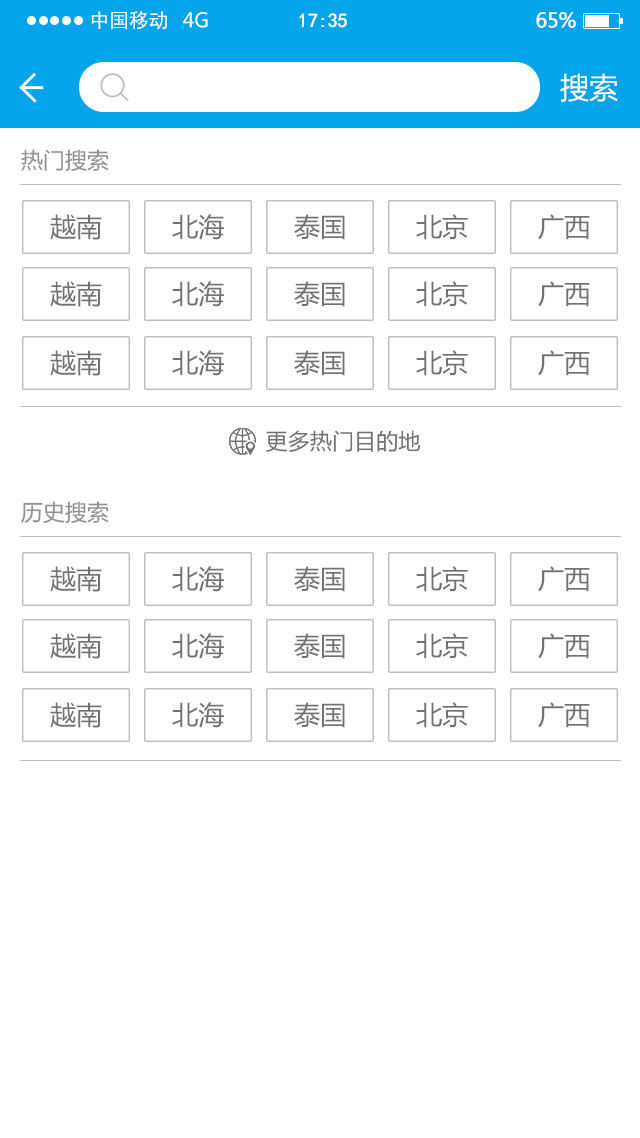 中国移动 4G 17:35 65%
搜索
热门搜索
越南 北海 泰国 北京 广西
越南 北海 泰国 北京 广西
越南 北海 泰国 北京 广西
更多热门目的地
历史搜索
越南 北海 泰国 北京 广西
越南 北海 泰国 北京 广西
越南 北海 泰国 北京 广西